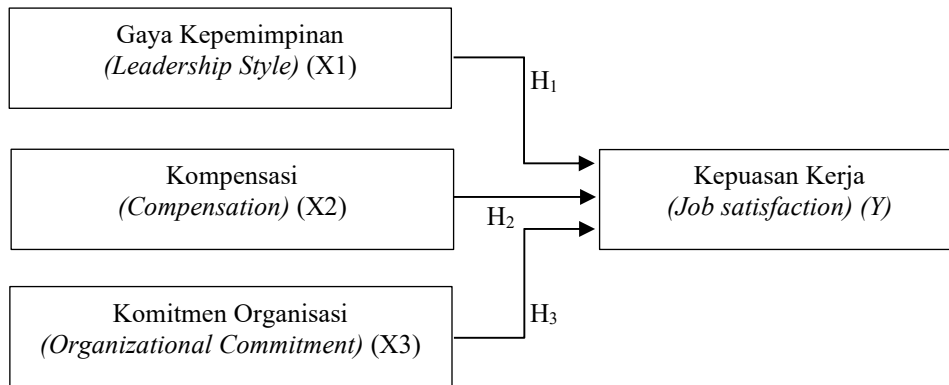 Gaya Kepemimpinan
(Leadership Style) (X1)
H1
Kompensasi
(Compensation) (X2)
H2
Kepuasan Kerja
(Job satisfaction) (Y)
Komitmen Organisasi
(Organizational Commitment) (X3)
H3